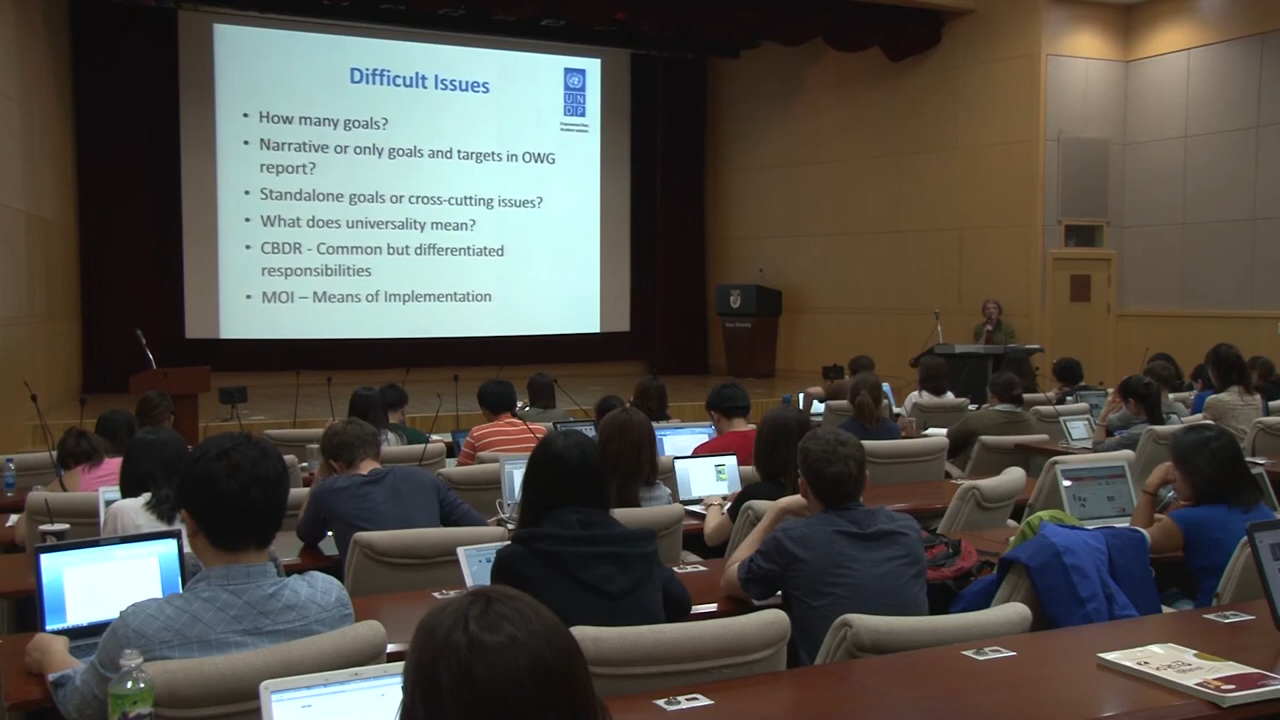 Difficult Issues
• How many goals?
• Narrative or only goals and targets in OWG
report?
• Standalone goals or cross-cutting issues?
• What does universality mean?
• CBDR - Common but differentiated
responsibilities
• MOI – Means of Implementation
U N
D P